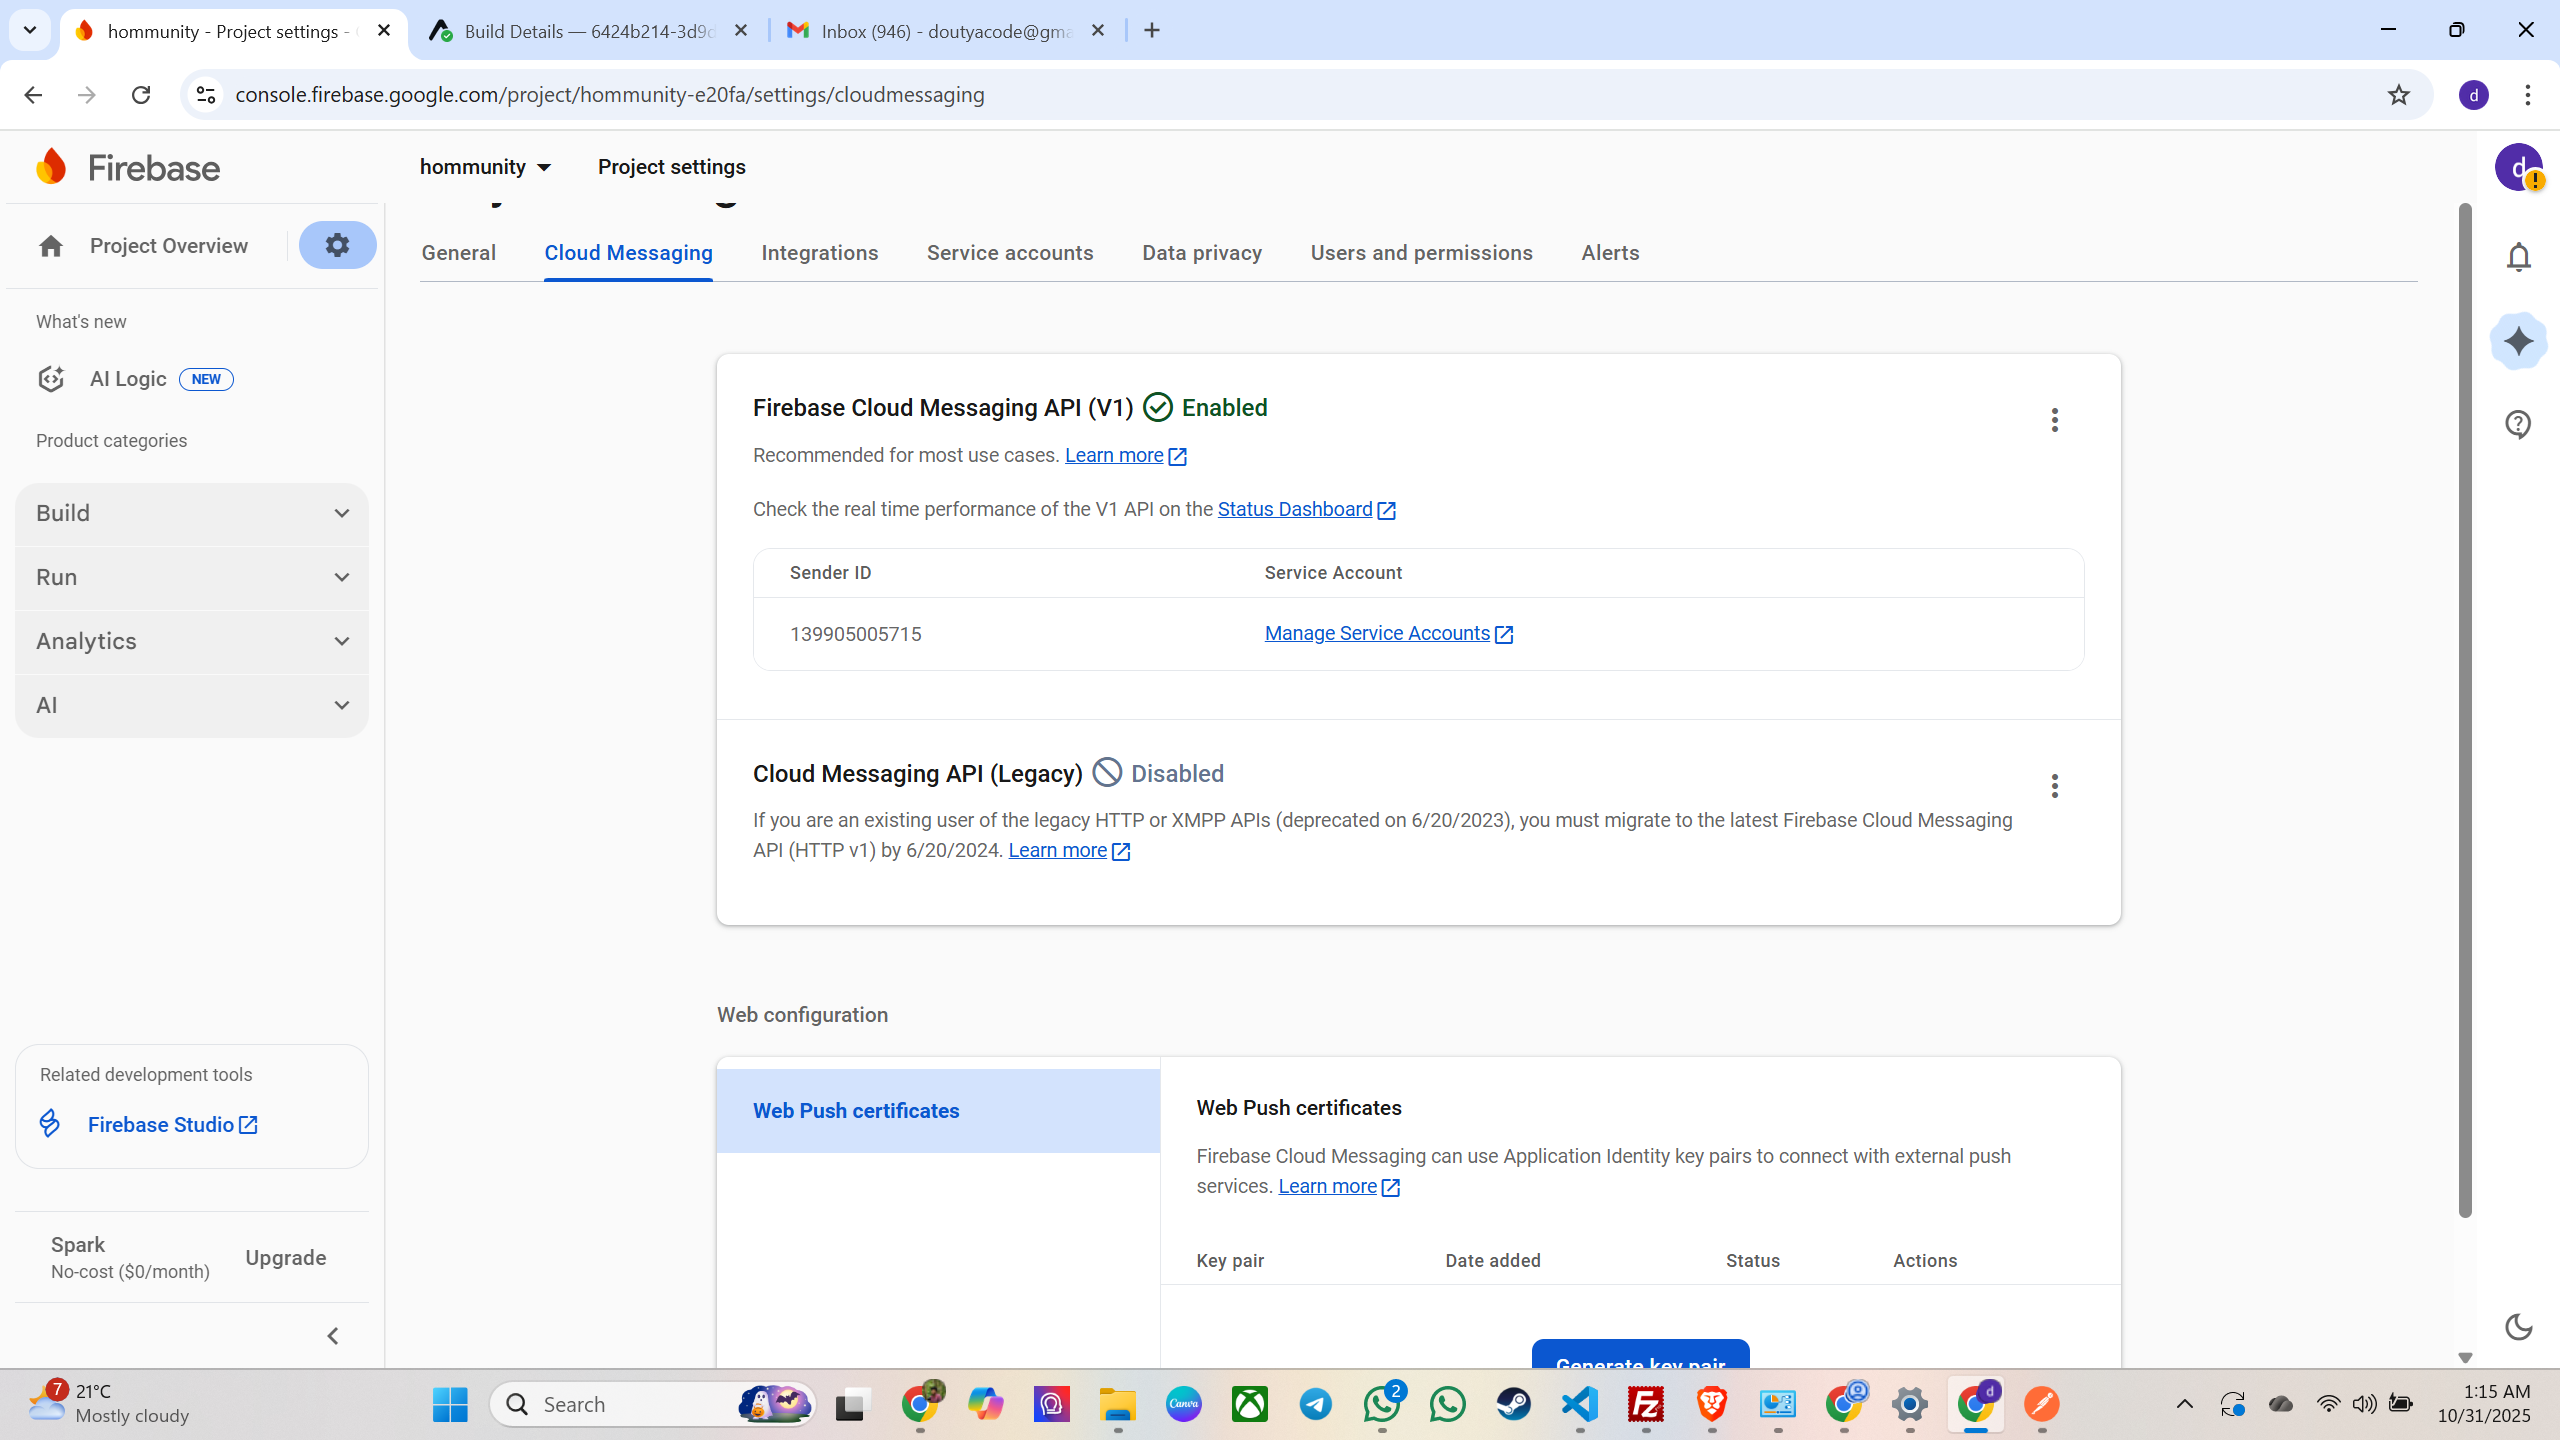 hommunity - Project settings -
Build Details — 6424b214-3d9d
Inbox (946) - doutyacode@gma
console.firebase.google.com/project/hommunity-e20fa/settings/cloudmessaging
d
Firebase
hommunity
Project settings
d
Project Overview
General
Cloud Messaging
Integrations
Service accounts
Data privacy
Users and permissions
Alerts
What's new
AI Logic
NEW
Product categories
Build
Run
Analytics
AI
Firebase Cloud Messaging API (V1) Enabled
Recommended for most use cases. Learn more
Check the real time performance of the V1 API on the Status Dashboard
Sender ID
Service Account
139905005715
Manage Service Accounts
Cloud Messaging API (Legacy) Disabled
If you are an existing user of the legacy HTTP or XMPP APIs (deprecated on 6/20/2023), you must migrate to the latest Firebase Cloud Messaging
API (HTTP v1) by 6/20/2024. Learn more
Web configuration
Web Push certificates
Web Push certificates
Firebase Cloud Messaging can use Application Identity key pairs to connect with external push
services. Learn more
Key pair
Date added
Status
Actions
Generate key pair
Related development tools
Firebase Studio
Spark
No-cost ($0/month)
Upgrade
7
21°C
Mostly cloudy
Search
Canva
2
d
1:15 AM
10/31/2025